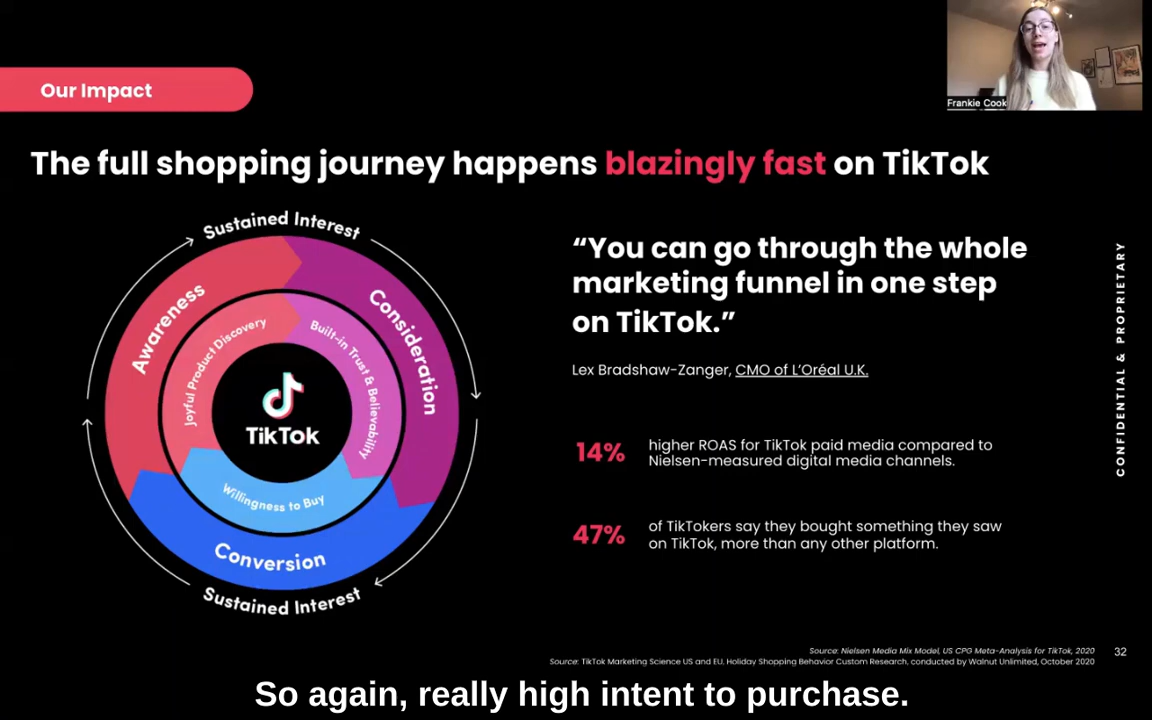 Frankie Cook
Our Impact
The full shopping journey happens blazingly fast on TikTok
Sustained Interest
Awareness
Consideration
Joyful Product Discovery
Built-in Trust & Believability
TikTok
Willingness to Buy
Conversion
Sustained Interest
“You can go through the whole
marketing funnel in one step
on TikTok.”
Lex Bradshaw-Zanger, CMO of L’Oréal U.K.
14%
higher ROAS for TikTok paid media compared to
Nielsen-measured digital media channels.
47%
of TikTokers say they bought something they saw
on TikTok, more than any other platform.
CONFIDENTIAL & PROPRIETARY
Source: Nielsen Media Mix Model, US CPG Meta-Analysis for TikTok, 2020
Source: TikTok Marketing Science US and EU, Holiday Shopping Behavior Custom Research, conducted by Walnut Unlimited, October 2020
32
So again, really high intent to purchase.